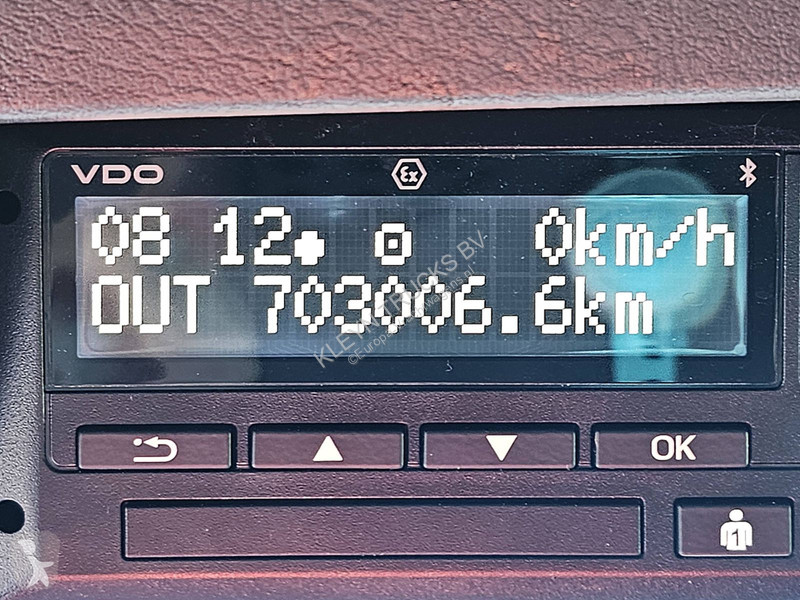 VDO Ex
08 12 0km/h
OUT 703006.6km
KLEYN TRUCKS BV
OK
1